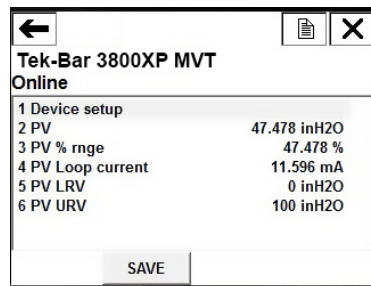 Tek-Bar 3800XP MVT
Online
1 Device setup
2 PV 47.478 inH2O
3 PV % rnge 47.478 %
4 PV Loop current 11.596 mA
5 PV LRV 0 inH2O
6 PV URV 100 inH2O
SAVE